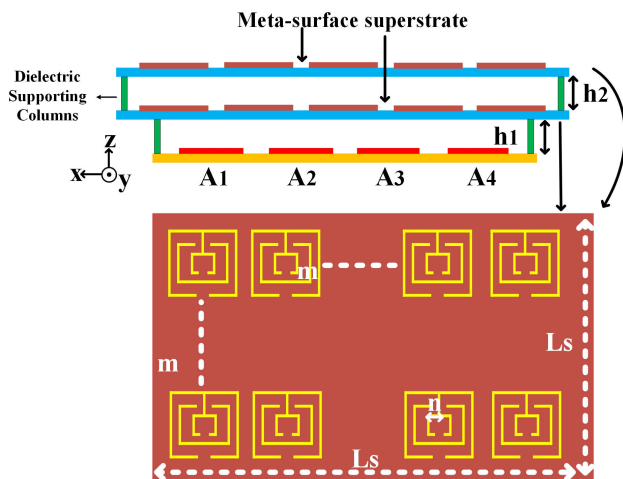 Meta-surface superstrate
Dielectric
Supporting
Columns
h2
h1
z
x
y
A1 A2 A3 A4
m
m
Ls
n
Ls